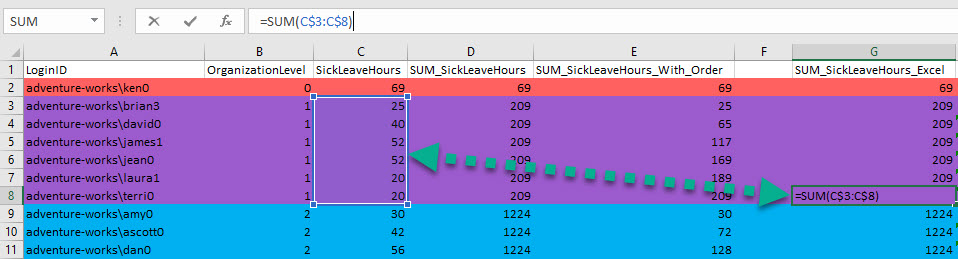 SUM =SUM(C$3:C$8)
A B C D E F G
1 LoginID OrganizationLevel SickLeaveHours SUM_SickLeaveHours SUM_SickLeaveHours_With_Order SUM_SickLeaveHours_Excel
2 adventure-works\ken0 0 69 69 69 69
3 adventure-works\brian3 1 25 209 25 209
4 adventure-works\david0 1 40 209 65 209
5 adventure-works\james1 1 52 209 117 209
6 adventure-works\jean0 1 52 209 169 209
7 adventure-works\laura1 1 20 209 189 209
8 adventure-works\terri0 1 20 209 209 =SUM(C$3:C$8)
9 adventure-works\amy0 2 30 1224 30 1224
10 adventure-works\ascott0 2 42 1224 72 1224
11 adventure-works\dan0 2 56 1224 128 1224